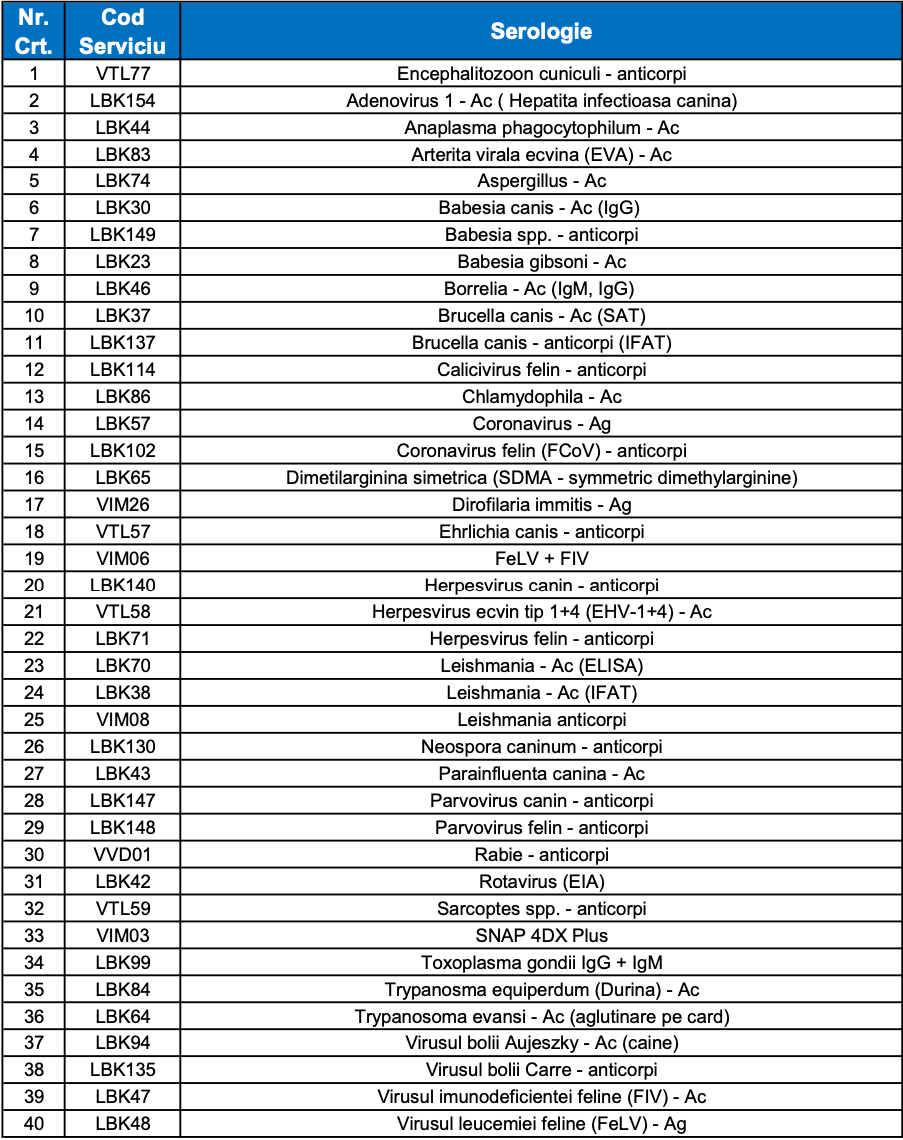 Nr. Crt. Cod Serviciu Serologie
1 VTL77 Encephalitozoon cuniculi - anticorpi
2 LBK154 Adenovirus 1 - Ac ( Hepatita infectioasa canina)
3 LBK44 Anaplasma phagocytophilum - Ac
4 LBK83 Arterita virala ecvina (EVA) - Ac
5 LBK74 Aspergillus - Ac
6 LBK30 Babesia canis - Ac (IgG)
7 LBK149 Babesia spp. - anticorpi
8 LBK23 Babesia gibsoni - Ac
9 LBK46 Borrelia - Ac (IgM, IgG)
10 LBK37 Brucella canis - Ac (SAT)
11 LBK137 Brucella canis - anticorpi (IFAT)
12 LBK114 Calicivirus felin - anticorpi
13 LBK86 Chlamydophila - Ac
14 LBK57 Coronavirus - Ag
15 LBK102 Coronavirus felin (FCoV) - anticorpi
16 LBK65 Dimetilarginina simetrica (SDMA - symmetric dimethylarginine)
17 VIM26 Dirofilaria immitis - Ag
18 VTL57 Ehrlichia canis - anticorpi
19 VIM06 FeLV + FIV
20 LBK140 Herpesvirus canin - anticorpi
21 VTL58 Herpesvirus ecvin tip 1+4 (EHV-1+4) - Ac
22 LBK71 Herpesvirus felin - anticorpi
23 LBK70 Leishmania - Ac (ELISA)
24 LBK38 Leishmania - Ac (IFAT)
25 VIM08 Leishmania anticorpi
26 LBK130 Neospora caninum - anticorpi
27 LBK43 Parainfluenta canina - Ac
28 LBK147 Parvovirus canin - anticorpi
29 LBK148 Parvovirus felin - anticorpi
30 VVD01 Rabie - anticorpi
31 LBK42 Rotavirus (EIA)
32 VTL59 Sarcoptes spp. - anticorpi
33 VIM03 SNAP 4DX Plus
34 LBK99 Toxoplasma gondii IgG + IgM
35 LBK84 Trypanosma equiperdum (Durina) - Ac
36 LBK64 Trypanosoma evansi - Ac (aglutinare pe card)
37 LBK94 Virusul bolii Aujeszky - Ac (caine)
38 LBK135 Virusul bolii Carre - anticorpi
39 LBK47 Virusul imunodeficientei feline (FIV) - Ac
40 LBK48 Virusul leucemiei feline (FeLV) - Ag